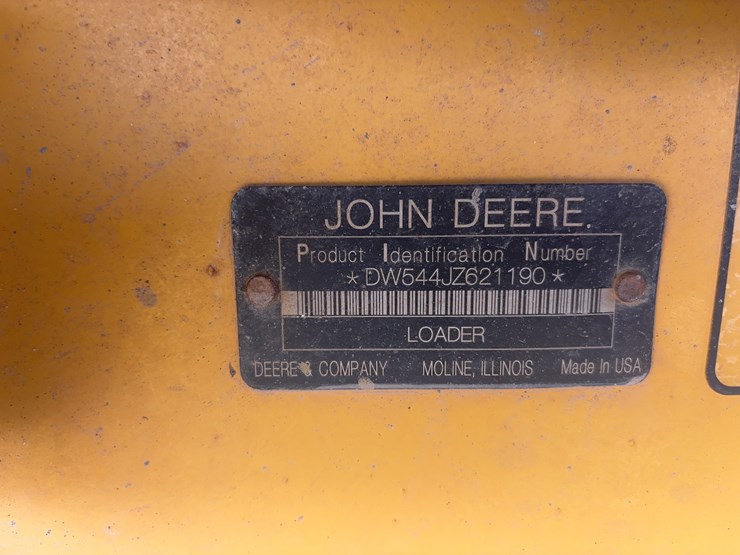 JOHN DEERE.
Product Identification Number
*DW544JZ621190*
LOADER
DEERE & COMPANY MOLINE, ILLINOIS Made In USA